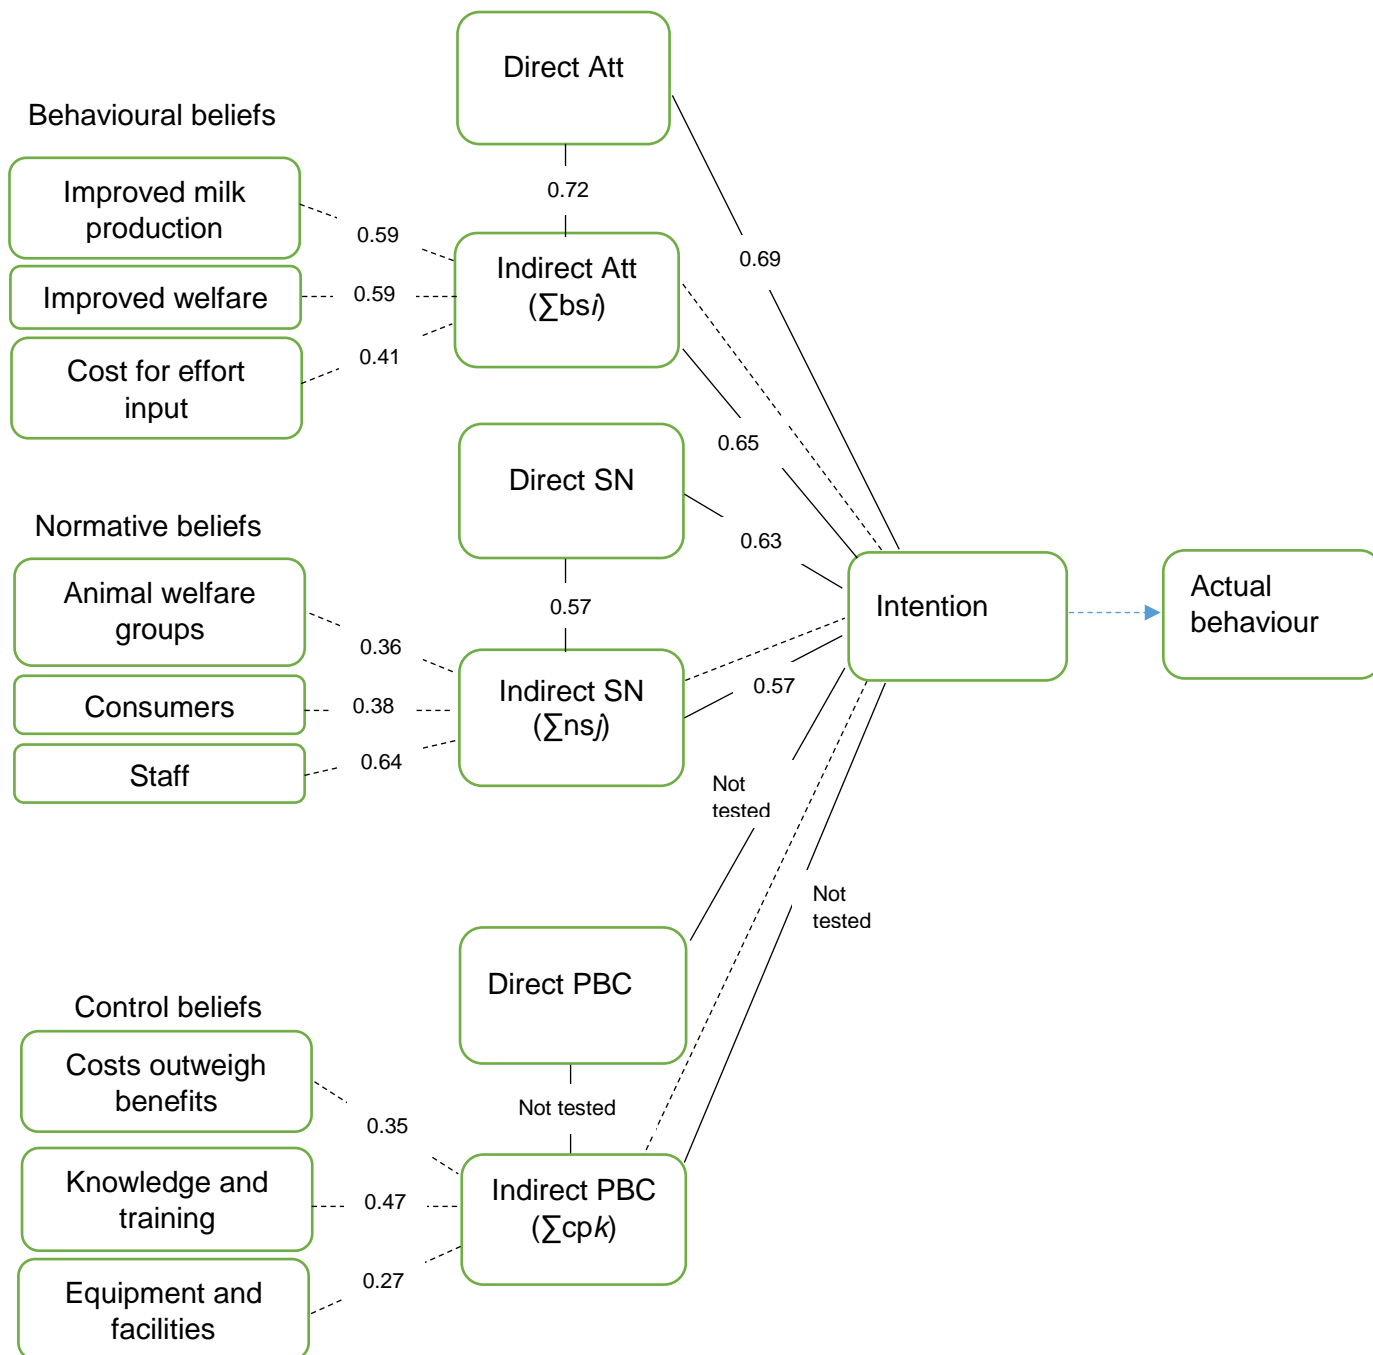 Direct Att
Behavioural beliefs
Improved milk
production
0.72
0.59
0.69
Indirect Att
(∑bsi)
Improved welfare
0.59
0.41
Cost for effort
input
0.65
Direct SN
Normative beliefs
0.63
Animal welfare
groups
0.57
Intention
Actual
behaviour
0.36
Indirect SN
(∑nsj)
0.57
Consumers
0.38
Staff
0.64
Not
tested
Not
tested
Direct PBC
Control beliefs
Costs outweigh
benefits
Not tested
0.35
Knowledge and
training
0.47
Indirect PBC
(∑cpk)
Equipment and
facilities
0.27